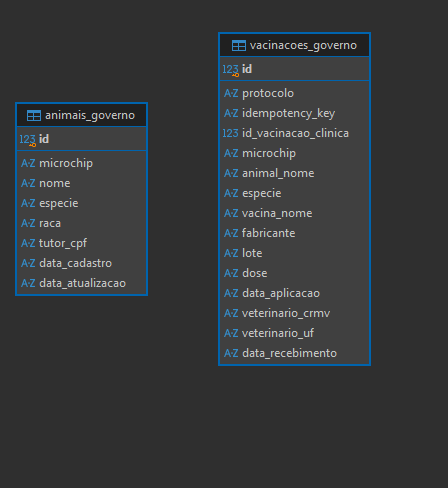 animais_governo
123 id
A-Z microchip
A-Z nome
A-Z especie
A-Z raca
A-Z tutor_cpf
A-Z data_cadastro
A-Z data_atualizacao
vacinacoes_governo
123 id
A-Z protocolo
A-Z idempotency_key
123 id_vacinacao_clinica
A-Z microchip
A-Z animal_nome
A-Z especie
A-Z vacina_nome
A-Z fabricante
A-Z lote
A-Z dose
A-Z data_aplicacao
A-Z veterinario_crmv
A-Z veterinario_uf
A-Z data_recebimento